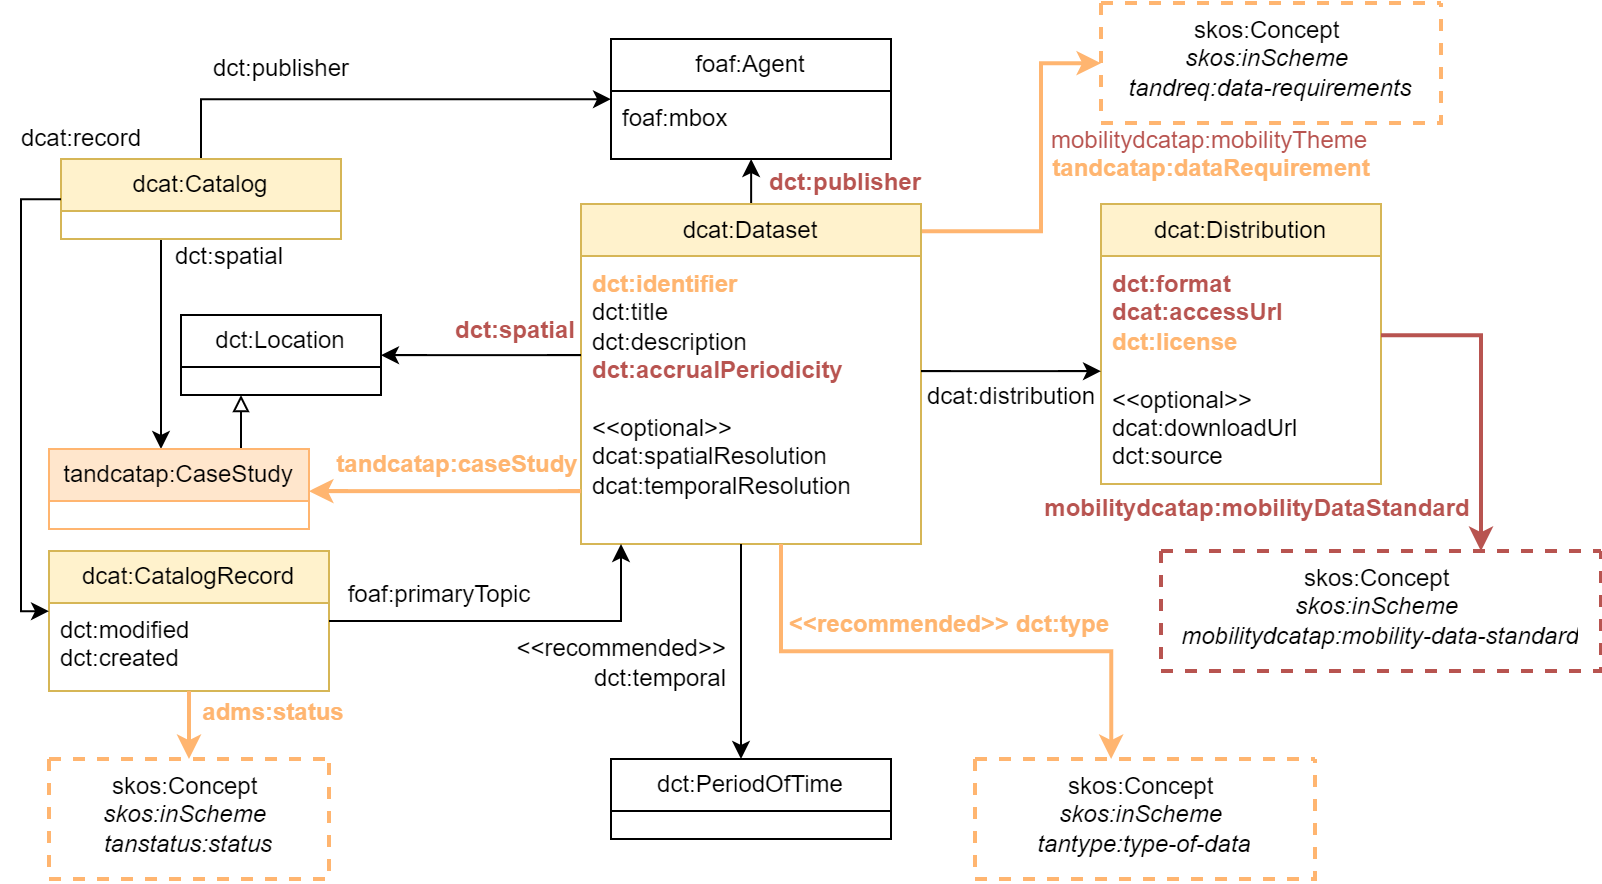 dct:publisher
foaf:Agent
foaf:mbox
skos:Concept
skos:inScheme
tandreq:data-requirements
dcat:record
dcat:Catalog
dct:spatial
mobilitydcatap:mobilityTheme
tandcatap:dataRequirement
dct:publisher
dcat:Dataset
dct:identifier
dct:title
dct:description
dct:accrualPeriodicity
<<optional>>
dcat:spatialResolution
dcat:temporalResolution
dcat:Distribution
dct:format
dcat:accessUrl
dct:license
<<optional>>
dcat:downloadUrl
dct:source
dct:Location
dct:spatial
dcat:distribution
tandcatap:CaseStudy
tandcatap:caseStudy
mobilitydcatap:mobilityDataStandard
dcat:CatalogRecord
dct:modified
dct:created
foaf:primaryTopic
<<recommended>>
dct:temporal
<<recommended>> dct:type
skos:Concept
skos:inScheme
mobilitydcatap:mobility-data-standard
adms:status
skos:Concept
skos:inScheme
tanstatus:status
dct:PeriodOfTime
skos:Concept
skos:inScheme
tantype:type-of-data